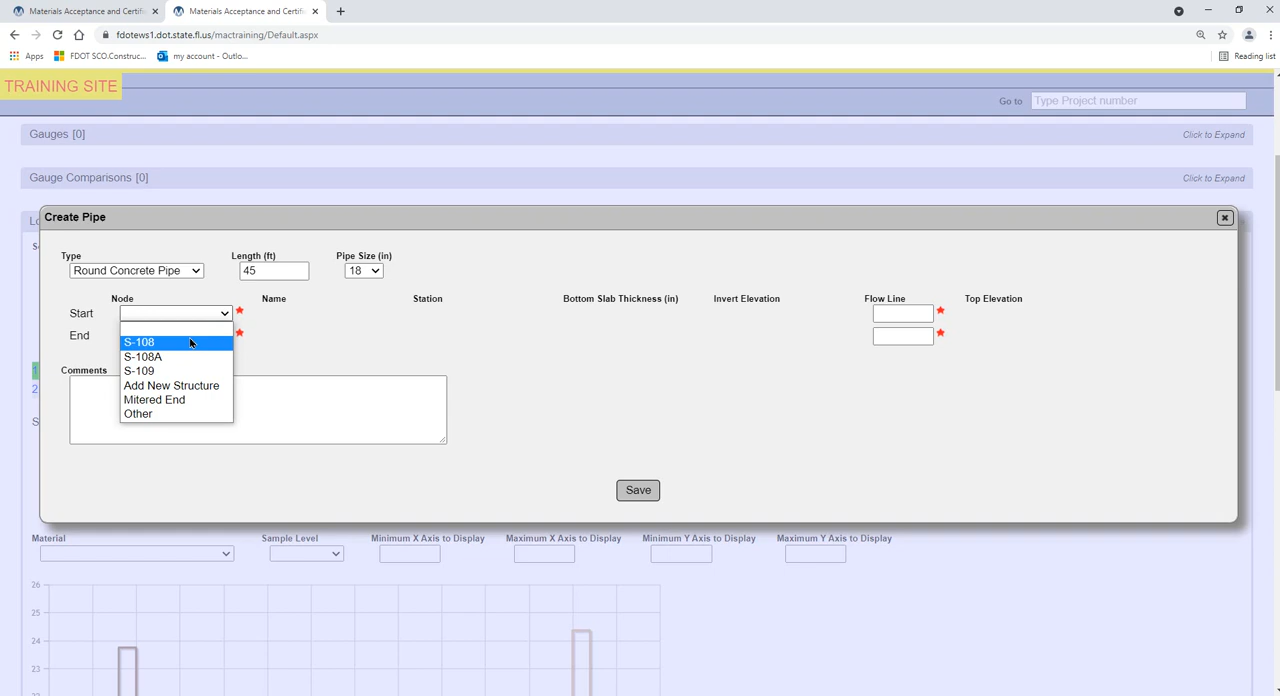 Materials Acceptance and Certifi
Materials Acceptance and Certifi
fdotews1.dot.state.fl.us/mactraining/Default.aspx
Apps
FDOT SCO.Construc...
my account - Outlo...
Reading list
TRAINING SITE
Go to
Type Project number
Gauges [0]
Click to Expand
Gauge Comparisons [0]
Click to Expand
Lo
Create Pipe
Type
Length (ft)
Pipe Size (in)
Round Concrete Pipe
45
18
Node
Name
Station
Bottom Slab Thickness (in)
Invert Elevation
Flow Line
Top Elevation
Start
End
S-108
S-108A
S-109
Add New Structure
Mitered End
Other
Comments
1
2
S
Save
Material
Sample Level
Minimum X Axis to Display
Maximum X Axis to Display
Minimum Y Axis to Display
Maximum Y Axis to Display
26
25
24
23